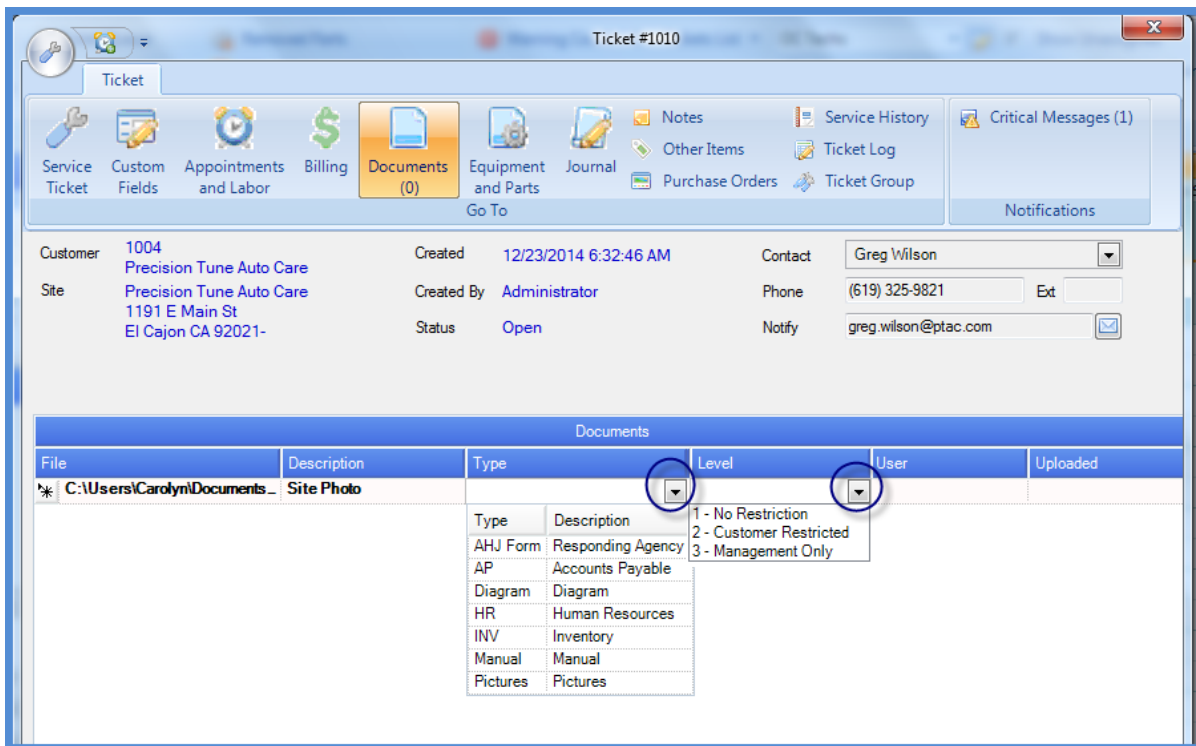 Ticket #1010
Ticket
Service Ticket
Custom Fields
Appointments and Labor
Billing
Documents (0)
Equipment and Parts
Journal
Notes
Other Items
Purchase Orders
Service History
Ticket Log
Ticket Group
Go To
Critical Messages (1)
Notifications
Customer 1004
Precision Tune Auto Care
Site Precision Tune Auto Care
1191 E Main St
El Cajon CA 92021-
Created 12/23/2014 6:32:46 AM
Created By Administrator
Status Open
Contact Greg Wilson
Phone (619) 325-9821 Ext
Notify greg.wilson@ptac.com
Documents
File Description Type Level User Uploaded
C:\Users\Carolyn\Documents_ Site Photo
Type Description
AHJ Form Responding Agency
AP Accounts Payable
Diagram Diagram
HR Human Resources
INV Inventory
Manual Manual
Pictures Pictures
1 - No Restriction
2 - Customer Restricted
3 - Management Only